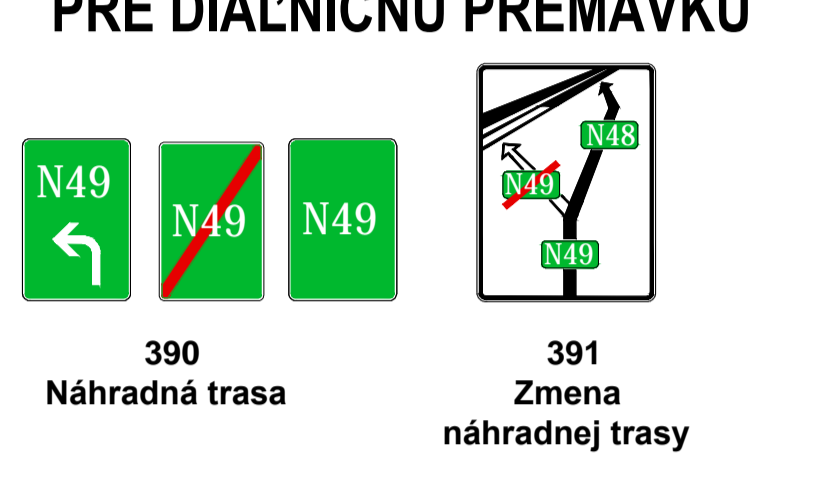 PRE DIAĽNIČNÚ PREMÁVKU
N49
N49
N49
N48
N49
N49
390
Náhradná trasa
391
Zmena
náhradnej trasy